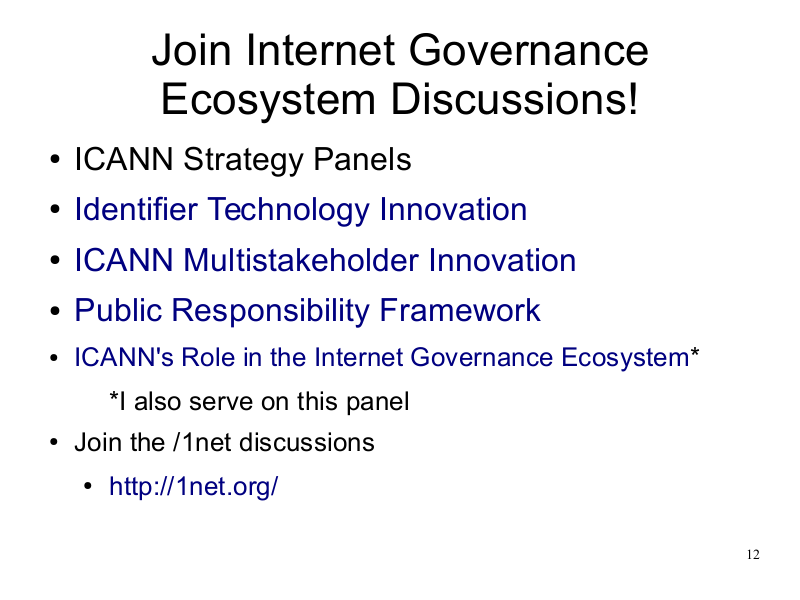 Join Internet Governance
Ecosystem Discussions!
• ICANN Strategy Panels
• Identifier Technology Innovation
• ICANN Multistakeholder Innovation
• Public Responsibility Framework
• ICANN's Role in the Internet Governance Ecosystem*
*I also serve on this panel
• Join the /1net discussions
• http://1net.org/
12